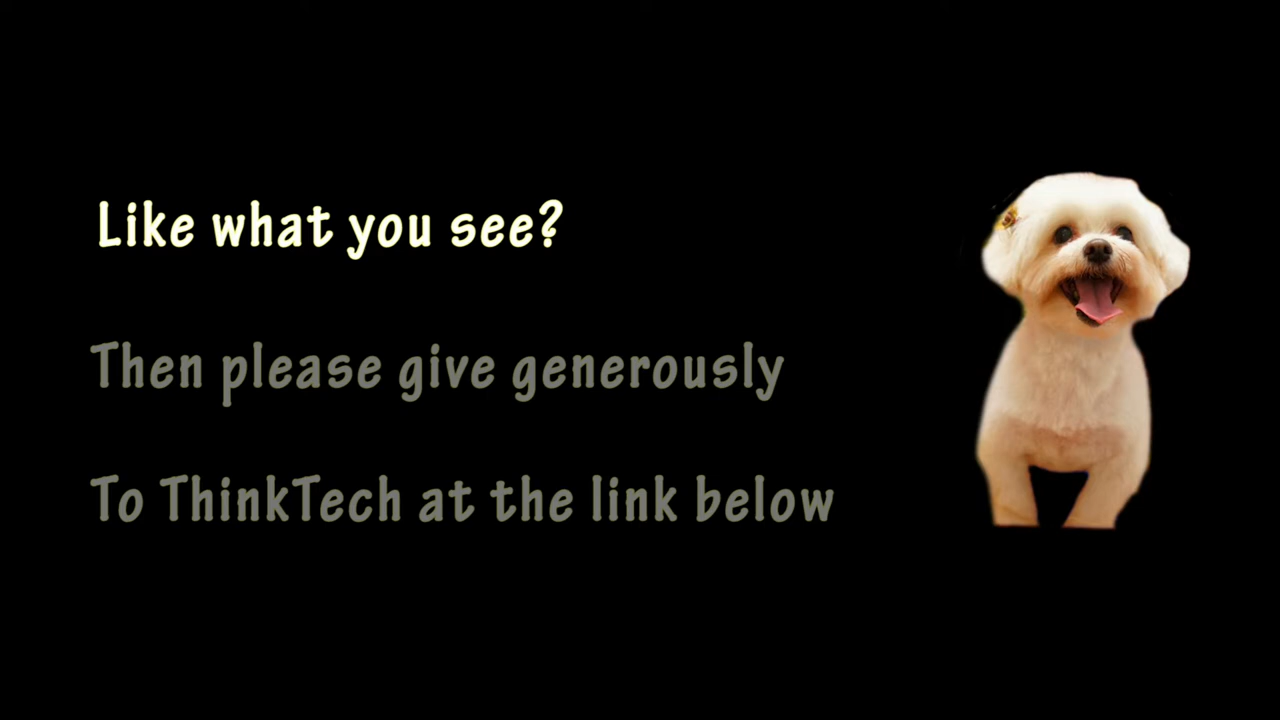 Like what you see?
Then please give generously
To ThinkTech at the link below